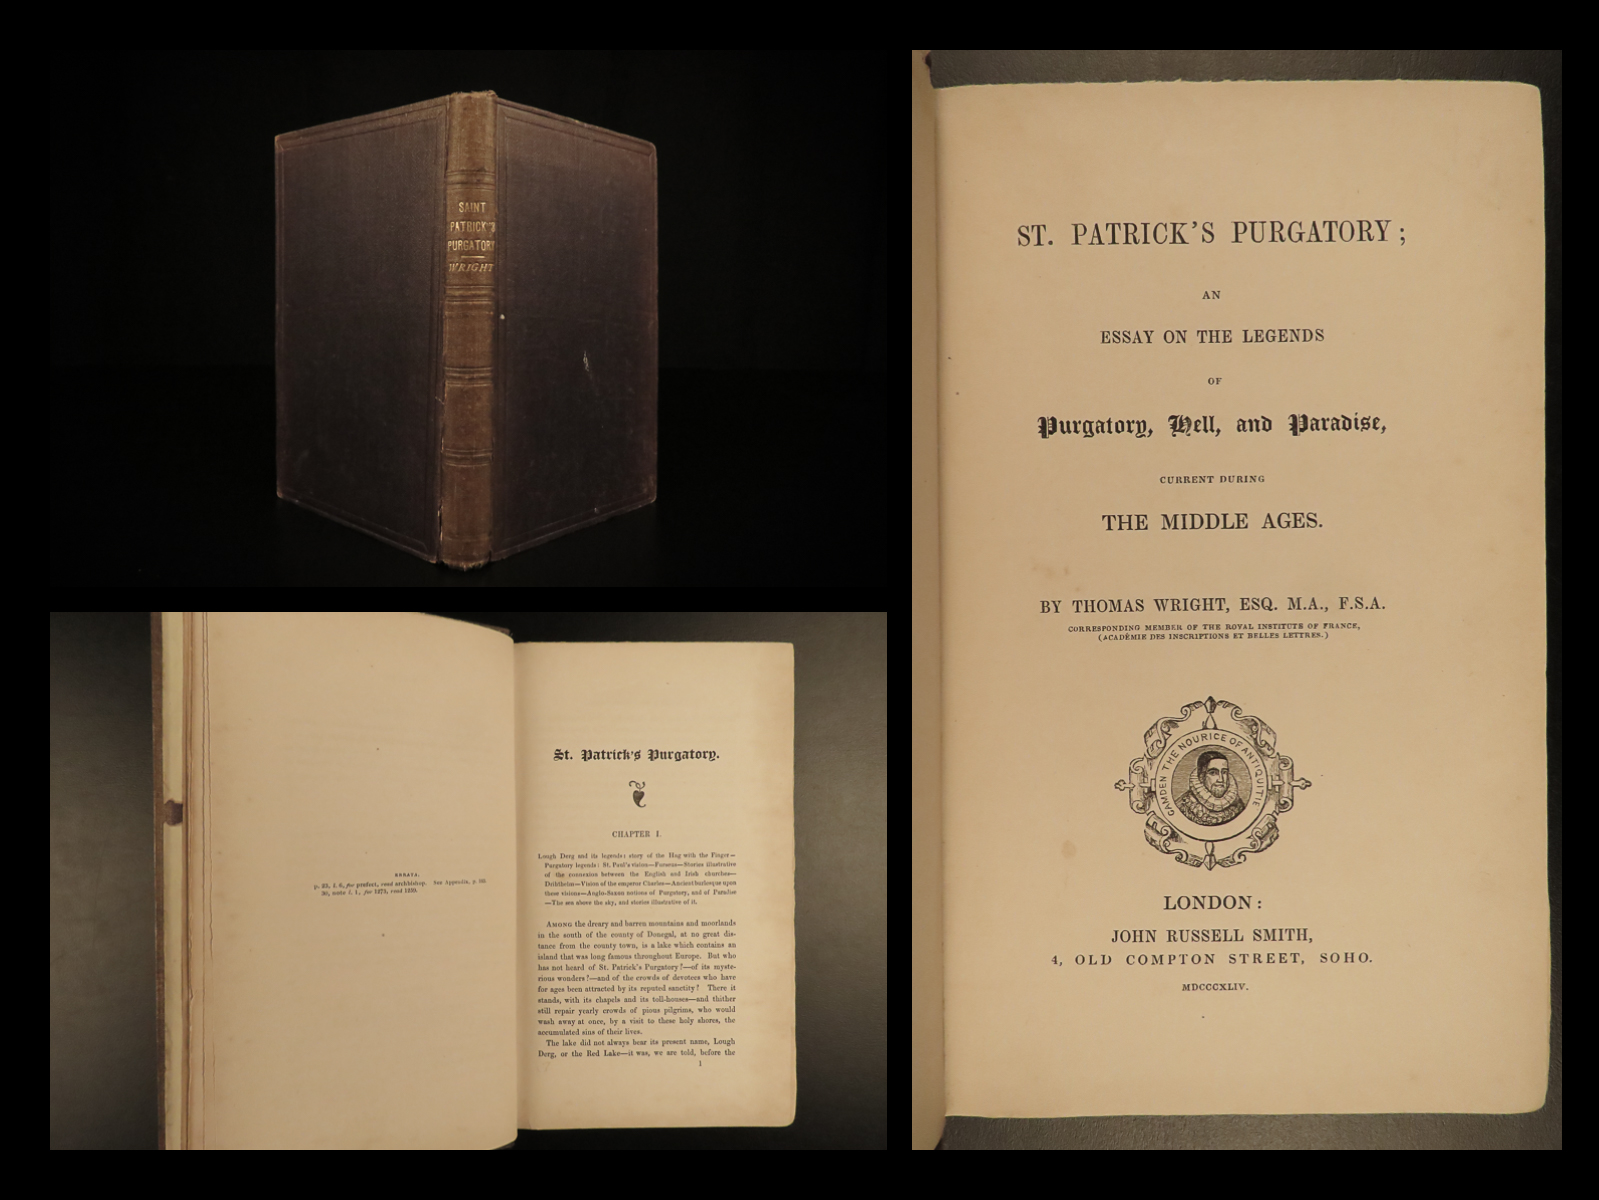 SAINT
PATRICK'S
PURGATORY
WRIGHT
ST. PATRICK'S PURGATORY;
AN
ESSAY ON THE LEGENDS
OF
Purgatory, Hell, and Paradise,
CURRENT DURING
THE MIDDLE AGES.
BY THOMAS WRIGHT, ESQ. M.A., F.S.A.
CORRESPONDING MEMBER OF THE ROYAL INSTITUTE OF FRANCE,
(ACADÉMIE DES INSCRIPTIONS ET BELLES LETTRES.)
CAMDEN THE NOURICE OF ANTIQUITIE
LONDON:
JOHN RUSSELL SMITH,
4, OLD COMPTON STREET, SOHO.
MDCCCXLIV.
ERRATA.
for prefect, read archbishop. See Appendix, p.
note l. 1, for 1373, read
St. Patrick's Purgatory.
CHAPTER I.
Lough Derg and its legends: story of the Hag with the Finger—
Purgatory legends: St. Paul's vision—Furseus—Stories illustrative
of the connexion between the English and Irish churches—
Drihthelm—Vision of the emperor Charles—Ancient burlesque upon
these visions—Anglo-Saxon notions of Purgatory, and of Paradise
—The sea above the sky, and stories illustrative of it.
AMONG the dreary and barren mountains and moorlands
in the south of the county of Donegal, at no great dis-
tance from the county town, is a lake which contains an
island that was long famous throughout Europe. But who
has not heard of St. Patrick's Purgatory?—of its myste-
rious wonders?—and of the crowds of devotees who have
for ages been attracted by its reputed sanctity? There it
stands, with its chapels and its toll-houses—and thither
still repair yearly crowds of pious pilgrims, who would
wash away at once, by a visit to these holy shores, the
accumulated sins of their lives.
The lake did not always bear its present name, Lough
Derg, or the Red Lake—it was, we are told, before the
1